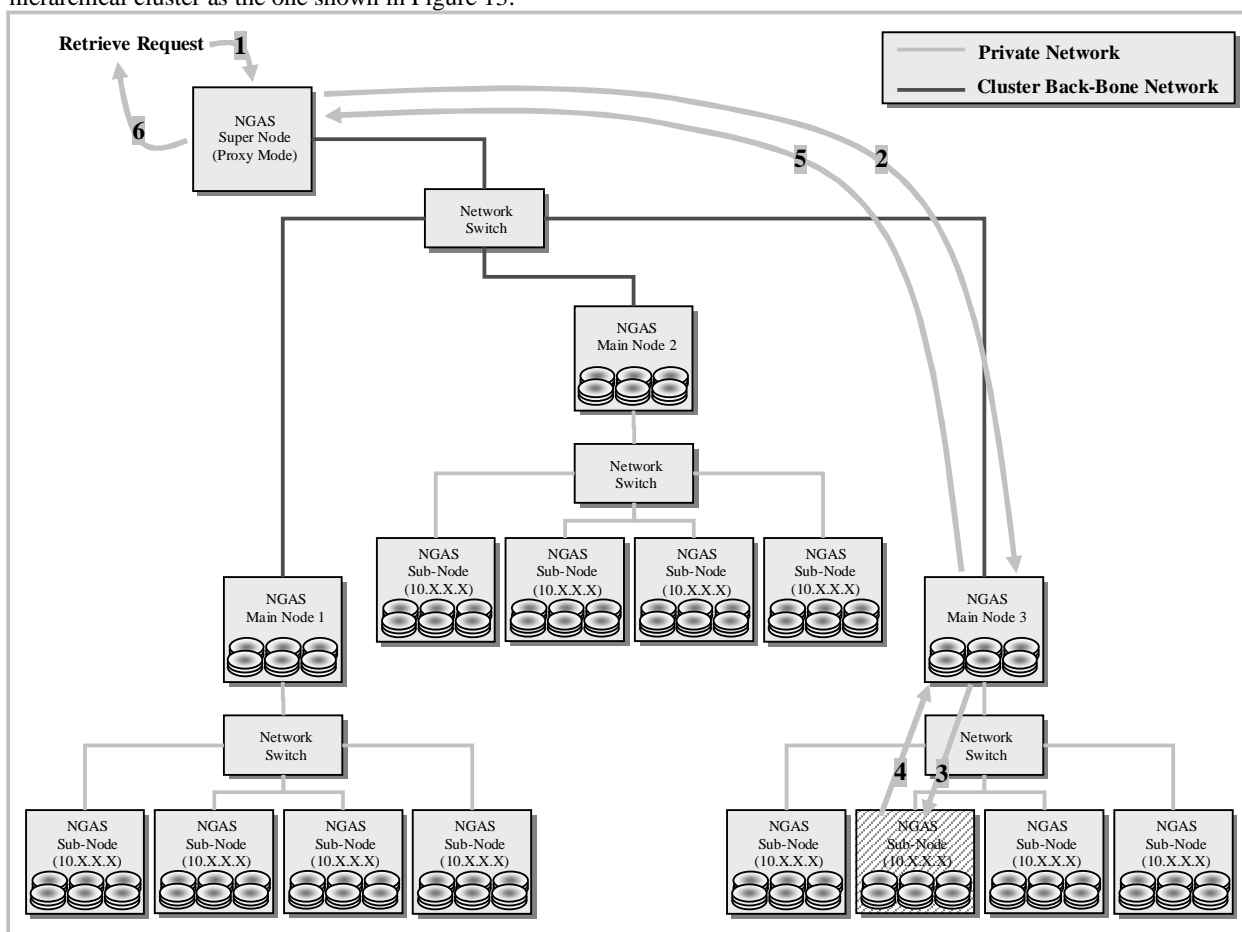 hierarchical cluster as the one shown in Figure 13.
Retrieve Request
1
Private Network
Cluster Back-Bone Network
6
NGAS
Super Node
(Proxy Mode)
5
2
Network
Switch
NGAS
Main Node 2
Network
Switch
NGAS
Sub-Node
(10.X.X.X)
NGAS
Sub-Node
(10.X.X.X)
NGAS
Sub-Node
(10.X.X.X)
NGAS
Sub-Node
(10.X.X.X)
NGAS
Main Node 1
NGAS
Main Node 3
Network
Switch
Network
Switch
4
3
NGAS
Sub-Node
(10.X.X.X)
NGAS
Sub-Node
(10.X.X.X)
NGAS
Sub-Node
(10.X.X.X)
NGAS
Sub-Node
(10.X.X.X)
NGAS
Sub-Node
(10.X.X.X)
NGAS
Sub-Node
(10.X.X.X)
NGAS
Sub-Node
(10.X.X.X)
NGAS
Sub-Node
(10.X.X.X)